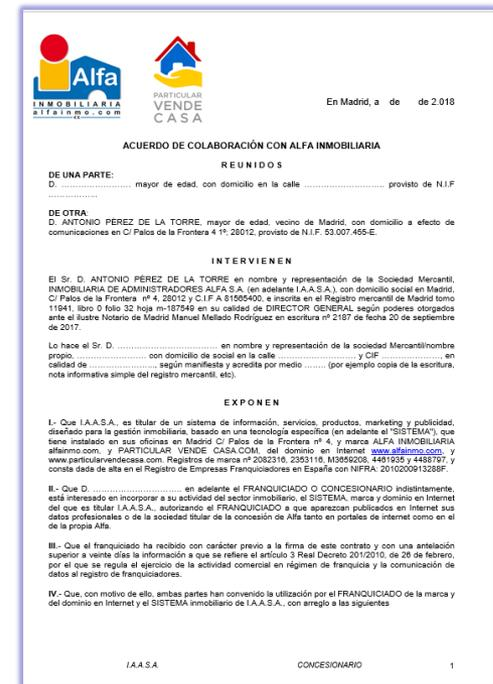 Alfa
INMOBILIARIA
alfainmo.com
PARTICULAR
VENDE
CASA
En Madrid, a de de 2.018
ACUERDO DE COLABORACIÓN CON ALFA INMOBILIARIA
R E U N I D O S
DE UNA PARTE:
D. ………………………… mayor de edad, con domicilio en la calle ………………………… provisto de N.I.F
………………
DE OTRA:
D. ANTONIO PÉREZ DE LA TORRE, mayor de edad, vecino de Madrid, con domicilio a efecto de
comunicaciones en C/ Palos de la Frontera 4 1º; 28012, provisto de N.I.F. 53.007.455-E.
I N T E R V I E N E N
El Sr. D. ANTONIO PÉREZ DE LA TORRE en nombre y representación de la Sociedad Mercantil,
INMOBILIARIA DE ADMINISTRADORES ALFA S.A. (en adelante I.A.A.S.A.), con domicilio social en Madrid,
C/ Palos de la Frontera nº 4, 28012 y C.I.F A 81565400, e inscrita en el Registro mercantil de Madrid tomo
11941, libro 0 folio 32 hoja m-187549 en su calidad de DIRECTOR GENERAL según poderes otorgados
ante el ilustre Notario de Madrid Manuel Mellado Rodríguez en escritura nº 2187 de fecha 20 de septiembre
de 2017.
Lo hace el Sr. D. ……………………………… en nombre y representación de la sociedad Mercantil/nombre
propio, ……………………… con domicilio de social en la calle ………………………… y CIF …………………, en
calidad de ……………, según manifiesta y acredita por medio …….. (por ejemplo copia de la escritura,
nota informativa simple del registro mercantil, etc).
E X P O N E N
I.- Que I.A.A.S.A., es titular de un sistema de información, servicios, productos, marketing y publicidad,
diseñado para la gestión inmobiliaria, basado en una tecnología específica (en adelante el "SISTEMA"), que
tiene instalado en sus oficinas en Madrid C/ Palos de la Frontera nº 4, y marca ALFA INMOBILIARIA
alfainmo.com, y PARTICULAR VENDE CASA.COM, del dominio en Internet www.alfainmo.com, y
www.particularvendecasa.com. Registros de marca nº 2082316, 2353116, M3659208, 4461935 y 4488797, y
consta dada de alta en el Registro de Empresas Franquiciadores en España con NIFRA: 2010200913288F.
II.- Que D. ……………………………… en adelante el FRANQUICIADO O CONCESIONARIO indistintamente,
está interesado en incorporar a su actividad del sector inmobiliario, el SISTEMA, marca y dominio en Internet
del que es titular I.A.A.S.A., autorizando el FRANQUICIADO a que aparezcan publicados en Internet sus
datos profesionales o de la sociedad titular de la concesión de Alfa tanto en portales de internet como en el
de la propia Alfa.
III.- Que el franquiciado ha recibido con carácter previo a la firma de este contrato y con una antelación
superior a veinte días la información a que se refiere el artículo 3 Real Decreto 201/2010, de 26 de febrero,
por el que se regula el ejercicio de la actividad comercial en régimen de franquicia y la comunicación de
datos al registro de franquiciadores.
IV.- Que, con motivo de ello, ambas partes han convenido la utilización por el FRANQUICIADO de la marca y
del dominio en Internet y el SISTEMA inmobiliario de I.A.A.S.A., con arreglo a las siguientes
I.A.A.S.A. CONCESIONARIO 1